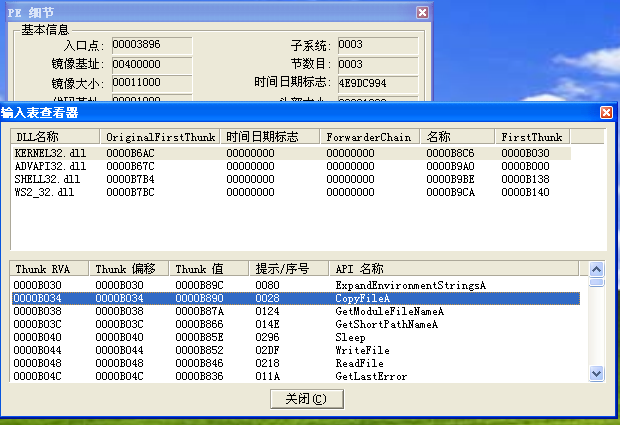 PE 细节
基本信息
入口点: 00003896 子系统: 0003
镜像基址: 00400000 节数目: 0003
镜像大小: 00011000 时间日期标志: 4E9DC994
输入表查看器
DLL名称 OriginalFirstThunk 时间日期标志 ForwarderChain 名称 FirstThunk
KERNEL32.dll 0000B6AC 00000000 00000000 0000B8C6 0000B030
ADVAPI32.dll 0000B67C 00000000 00000000 0000B9A0 0000B000
SHELL32.dll 0000B7B4 00000000 00000000 0000B9BE 0000B138
WS2_32.dll 0000B7BC 00000000 00000000 0000B9CA 0000B140
Thunk RVA Thunk 偏移 Thunk 值 提示/序号 API 名称
0000B030 0000B030 0000B89C 0080 ExpandEnvironmentStringsA
0000B034 0000B034 0000B890 0028 CopyFileA
0000B038 0000B038 0000B87A 0124 GetModuleFileNameA
0000B03C 0000B03C 0000B866 014E GetShortPathNameA
0000B040 0000B040 0000B85E 0296 Sleep
0000B044 0000B044 0000B852 02DF WriteFile
0000B048 0000B048 0000B846 0218 ReadFile
0000B04C 0000B04C 0000B836 011A GetLastError
关闭(C)